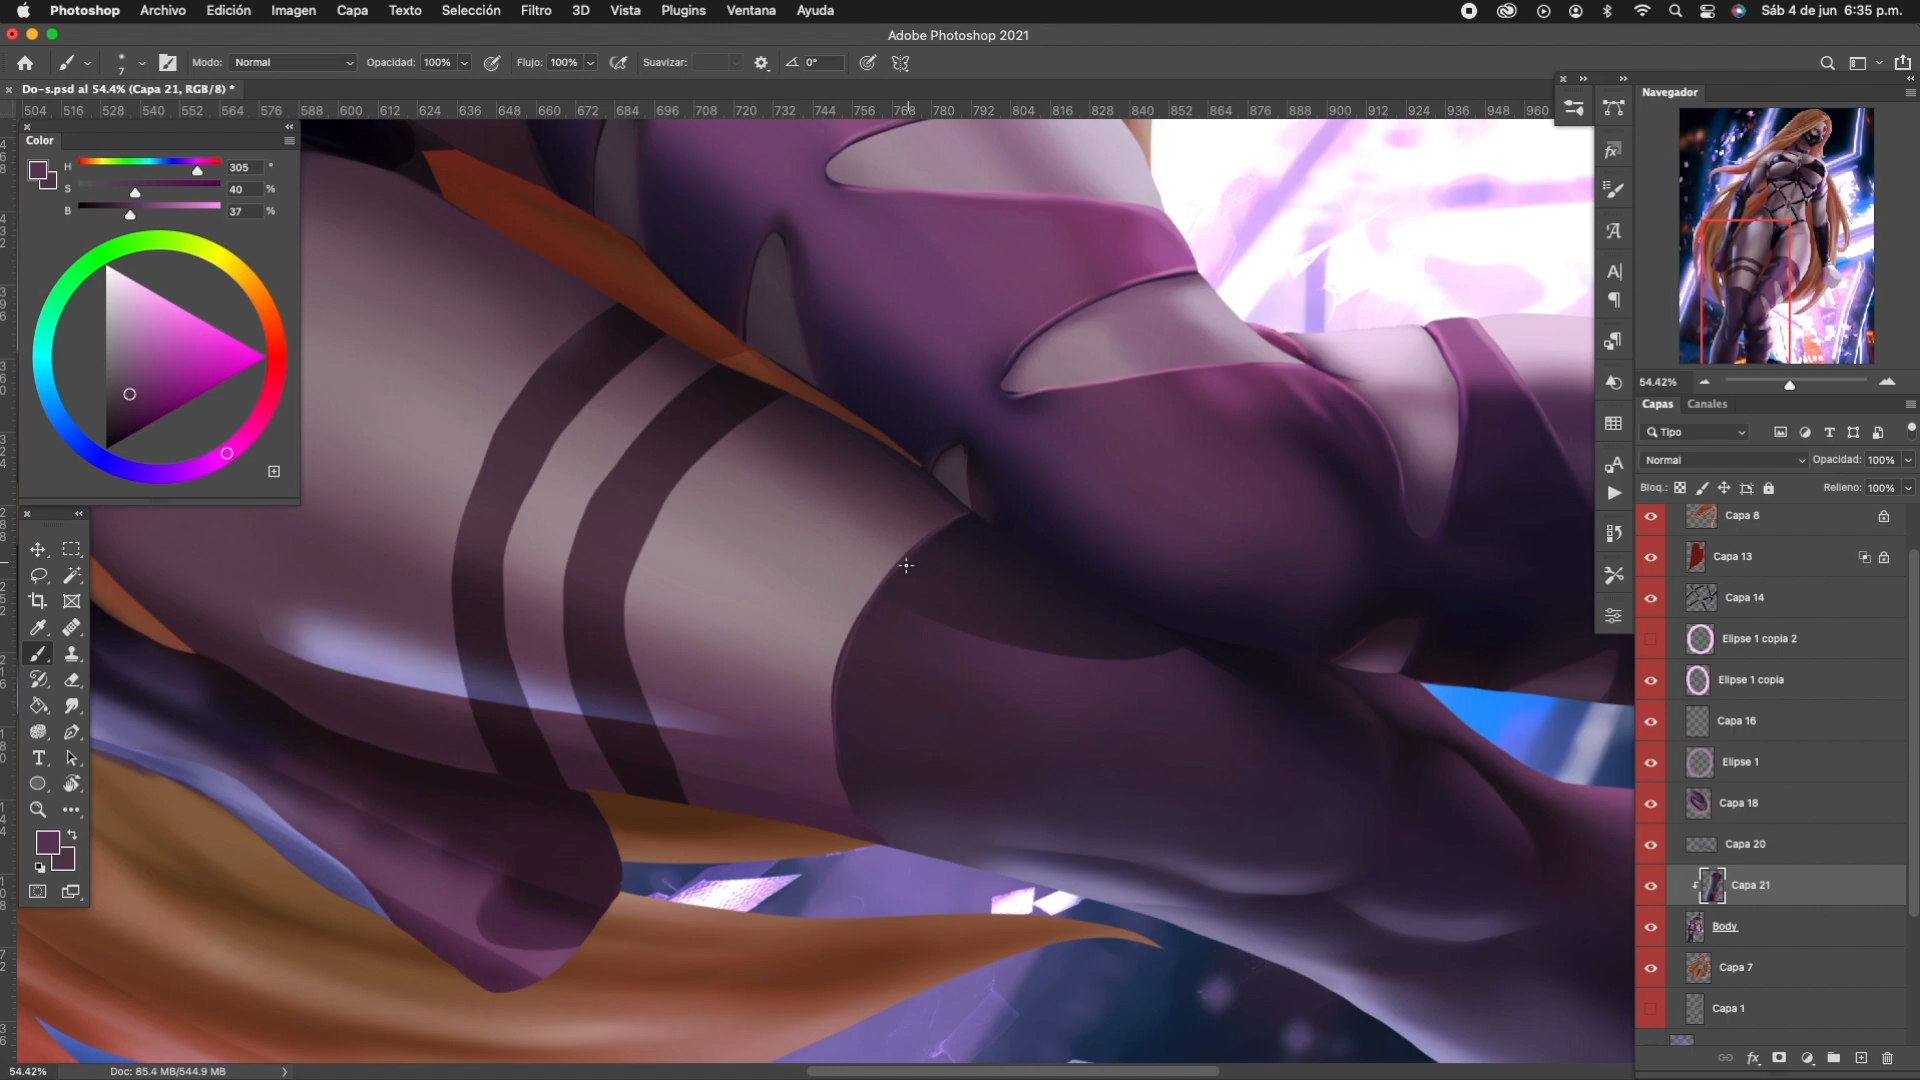 Photoshop Archivo Edición Imagen Capa Texto Selección Filtro 3D Vista Plugins Ventana Ayuda Sáb 4 de jun 6:35 p.m.
Adobe Photoshop 2021
7 Modo: Normal Opacidad: 100% Flujo: 100% Suavizar: 0°
Do-s.psd al 54.4% (Capa 21, RGB/8) *
504 516 528 540 552 564 576 588 600 612 624 636 648 660 672 684 696 708 720 732 744 756 768 780 792 804 816 828 840 852 864 876 888 900 912 924 936 948 960
Color
H 305 °
S 40 %
B 37 %
Navegador
54.42%
Capas Canales
Tipo
Normal Opacidad: 100%
Bloq.: Relleno: 100%
Capa 8
Capa 13
Capa 14
Elipse 1 copia 2
Elipse 1 copia
Capa 16
Elipse 1
Capa 18
Capa 20
Capa 21
Body
Capa 7
Capa 1
54.42% Doc: 85.4 MB/544.9 MB